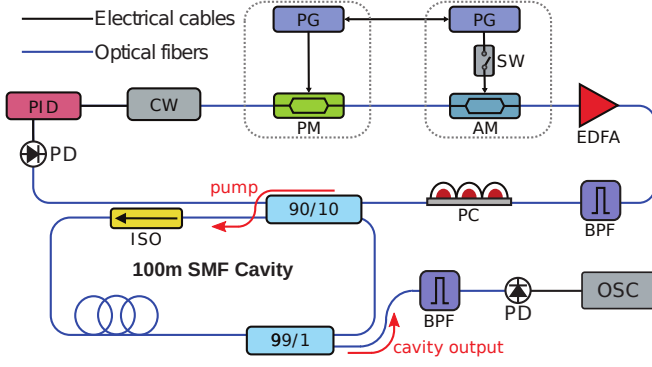 Electrical cables
Optical fibers
PG
PG
SW
PID
CW
PM
AM
EDFA
PD
pump
90/10
PC
BPF
ISO
100m SMF Cavity
BPF
PD
OSC
99/1
cavity output